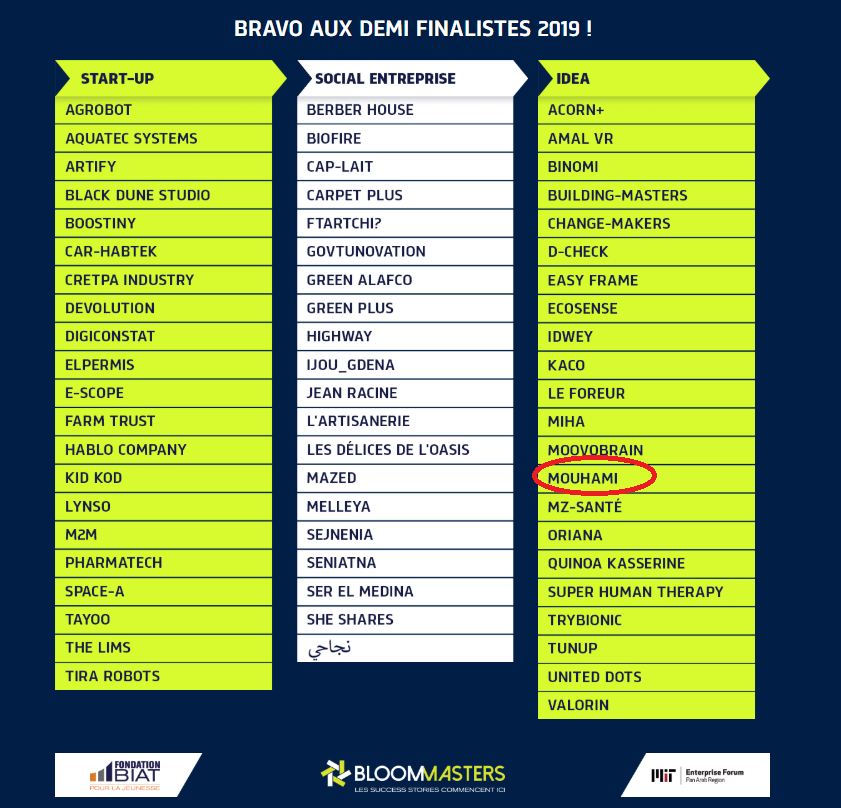 BRAVO AUX DEMI FINALISTES 2019 !
START-UP
AGROBOT
AQUATEC SYSTEMS
ARTIFY
BLACK DUNE STUDIO
BOOSTINY
CAR-HABTEK
CRETPA INDUSTRY
DEVOLUTION
DIGICONSTAT
ELPERMIS
E-SCOPE
FARM TRUST
HABLO COMPANY
KID KOD
LYNSO
M2M
PHARMATECH
SPACE-A
TAYOO
THE LIMS
TIRA ROBOTS
SOCIAL ENTREPRISE
BERBER HOUSE
BIOFIRE
CAP-LAIT
CARPET PLUS
FTARTCHI?
GOVTUNOVATION
GREEN ALAFCO
GREEN PLUS
HIGHWAY
IJOU_GDENA
JEAN RACINE
L'ARTISANERIE
LES DÉLICES DE L'OASIS
MAZED
MELLEYA
SEJNENIA
SENIATNA
SER EL MEDINA
SHE SHARES
نجاحي
IDEA
ACORN+
AMAL VR
BINOMI
BUILDING-MASTERS
CHANGE-MAKERS
D-CHECK
EASY FRAME
ECOSENSE
IDWEY
KACO
LE FOREUR
MIHA
MOOVOBRAIN
MOUHAMI
MZ-SANTÉ
ORIANA
QUINOA KASSERINE
SUPER HUMAN THERAPY
TRYBIONIC
TUNUP
UNITED DOTS
VALORIN
FONDATION
BIAT
POUR LA JEUNESSE
BLOOMMASTERS
LES SUCCESS STORIES COMMENCENT ICI
MIT
Enterprise Forum
Pan Arab Region